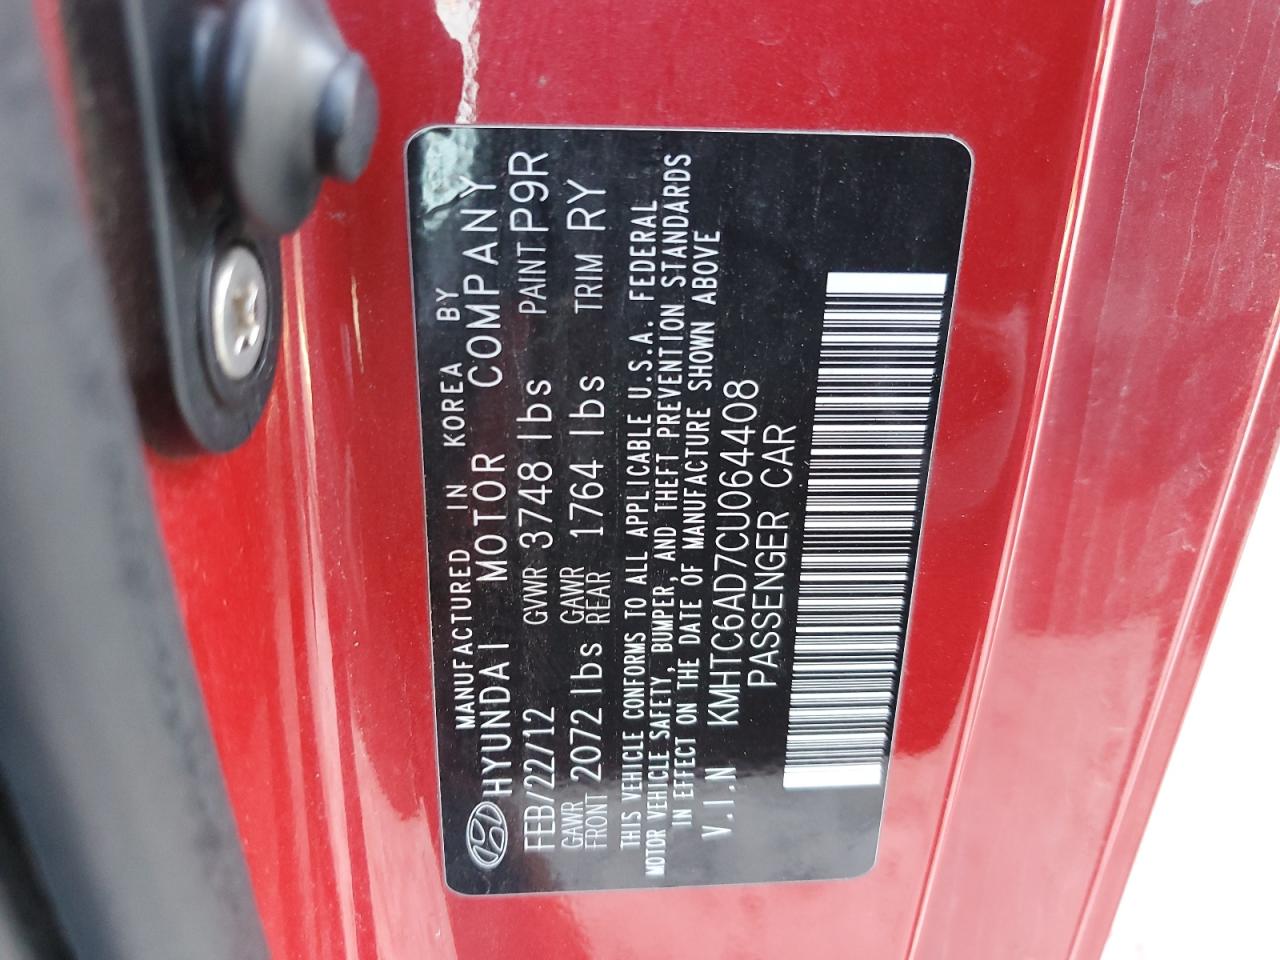 MANUFACTURED IN KOREA BY
HYUNDAI MOTOR COMPANY
FEB/22/12 GVWR 3748 lbs PAINT P9R
GAWR FRONT 2072 lbs GAWR REAR 1764 lbs TRIM RY
THIS VEHICLE CONFORMS TO ALL APPLICABLE U.S.A. FEDERAL
MOTOR VEHICLE SAFETY, BUMPER, AND THEFT PREVENTION STANDARDS
IN EFFECT ON THE DATE OF MANUFACTURE SHOWN ABOVE
V.I.N KMHTC6AD7CU064408
PASSENGER CAR